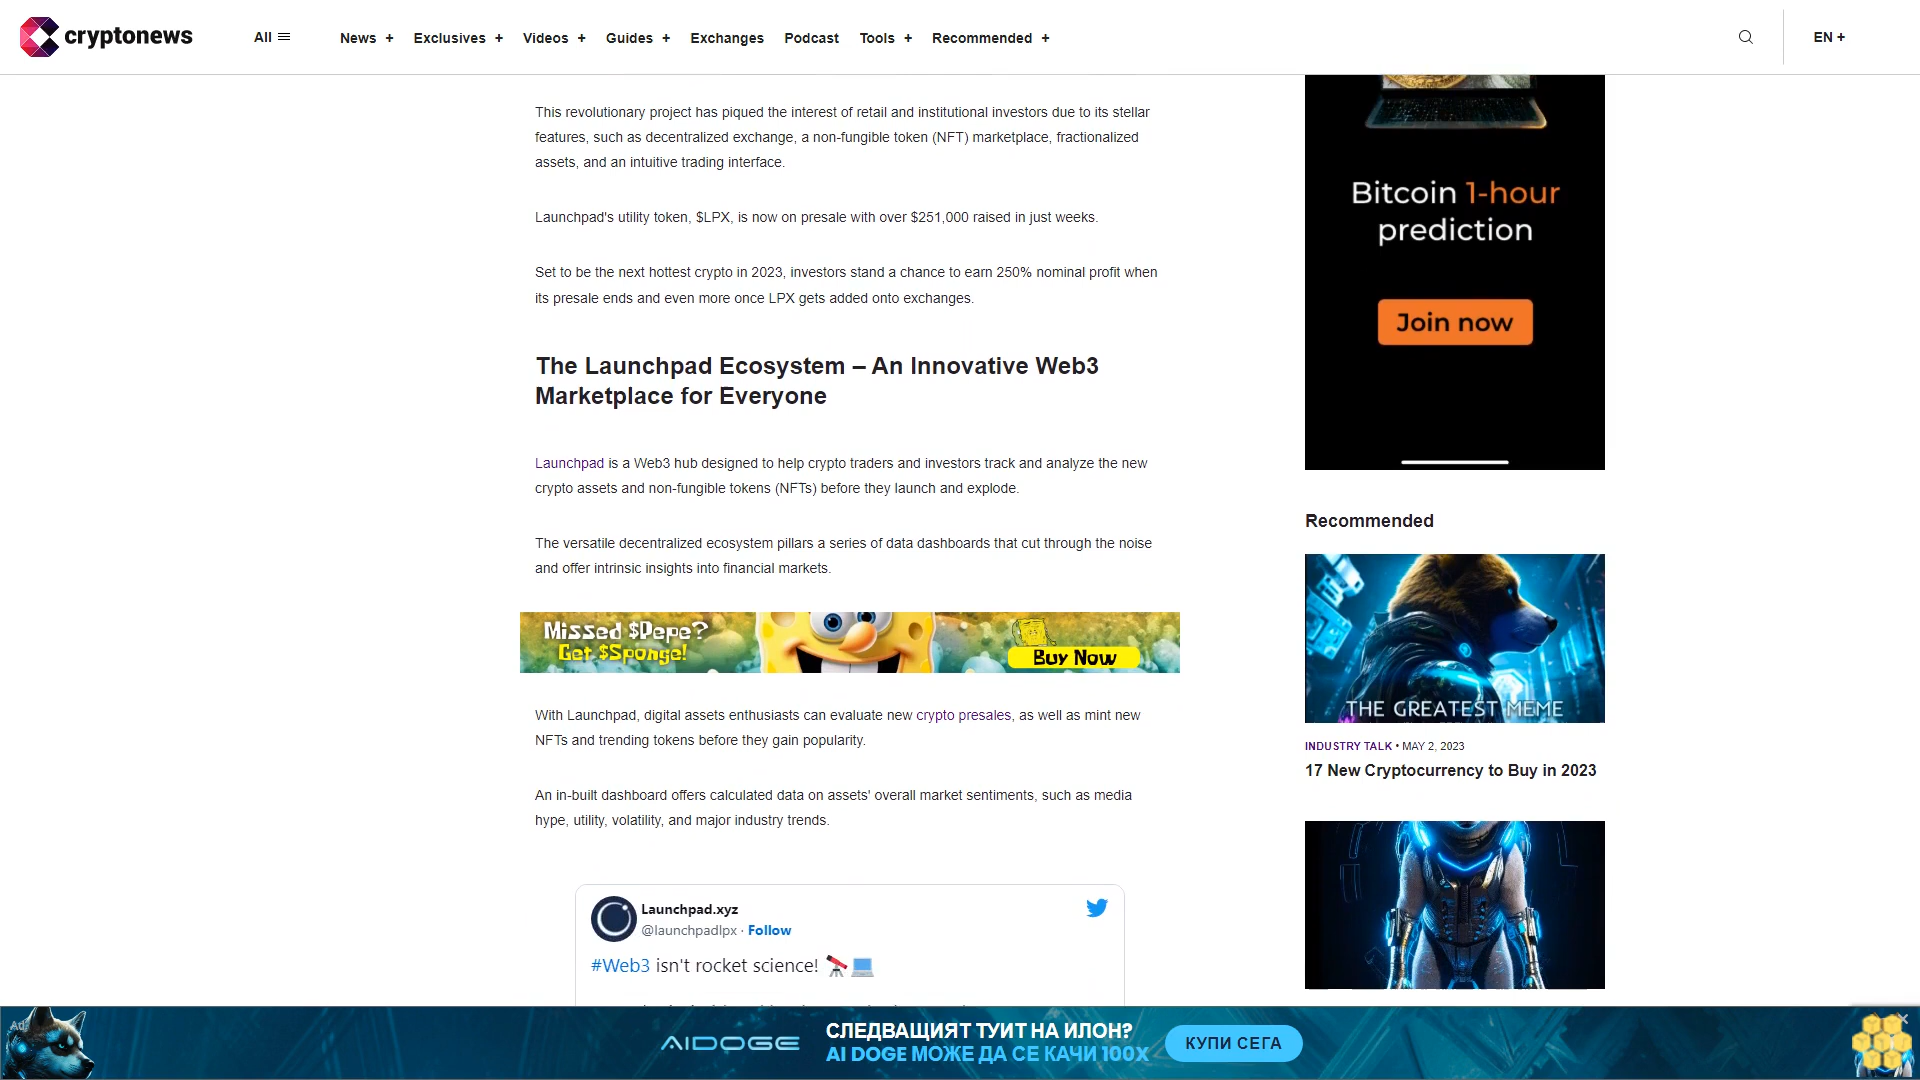 cryptonews
All
News +
Exclusives +
Videos +
Guides +
Exchanges
Podcast
Tools +
Recommended +
EN +
This revolutionary project has piqued the interest of retail and institutional investors due to its stellar
features, such as decentralized exchange, a non-fungible token (NFT) marketplace, fractionalized
assets, and an intuitive trading interface.
Launchpad's utility token, $LPX, is now on presale with over $251,000 raised in just weeks.
Set to be the next hottest crypto in 2023, investors stand a chance to earn 250% nominal profit when
its presale ends and even more once LPX gets added onto exchanges.
The Launchpad Ecosystem – An Innovative Web3
Marketplace for Everyone
Launchpad is a Web3 hub designed to help crypto traders and investors track and analyze the new
crypto assets and non-fungible tokens (NFTs) before they launch and explode.
The versatile decentralized ecosystem pillars a series of data dashboards that cut through the noise
and offer intrinsic insights into financial markets.
Missed $Pepe?
Get $Sponge!
Buy Now
With Launchpad, digital assets enthusiasts can evaluate new crypto presales, as well as mint new
NFTs and trending tokens before they gain popularity.
An in-built dashboard offers calculated data on assets' overall market sentiments, such as media
hype, utility, volatility, and major industry trends.
Launchpad.xyz
@launchpadlpx · Follow
#Web3 isn't rocket science!
Bitcoin 1-hour
prediction
Join now
Recommended
THE GREATEST MEME
INDUSTRY TALK • MAY 2, 2023
17 New Cryptocurrency to Buy in 2023
Ad
AIDOGE
СЛЕДВАЩИЯТ ТУИТ НА ИЛОН?
AI DOGE МОЖЕ ДА СЕ КАЧИ 100X
КУПИ СЕГА